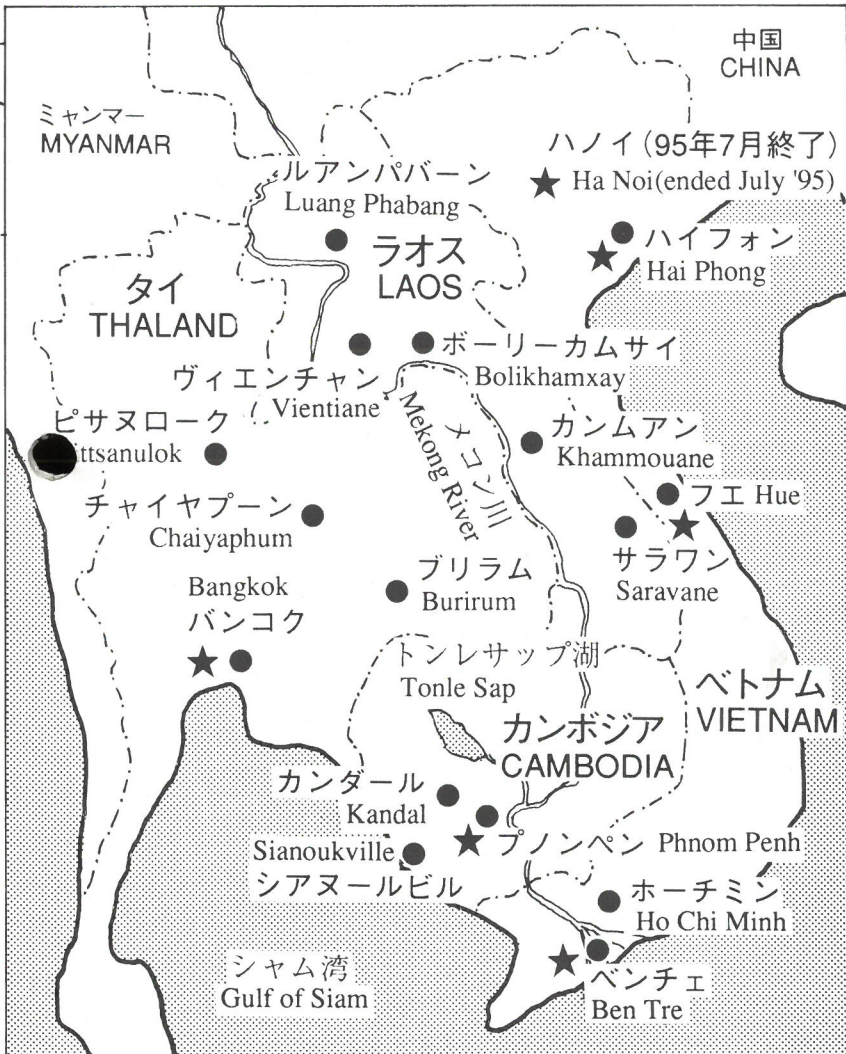 中国
CHINA
ミャンマー
MYANMAR
ハノイ(95年7月終了)
Ha Noi(ended July '95)
ルアンパバーン
Luang Phabang
ハイフォン
Hai Phong
ラオス
LAOS
タイ
THALAND
ボーリーカムサイ
Bolikhamxay
ヴィエンチャン
Vientiane
メコン川
Mekong River
ピサヌローク
ittsanulok
カンムアン
Khammouane
フエ Hue
チャイヤプーン
Chaiyaphum
サラワン
Saravane
ブリラム
Burirum
Bangkok
バンコク
トンレサップ湖
Tonle Sap
ベトナム
VIETNAM
カンボジア
CAMBODIA
カンダール
Kandal
プノンペン Phnom Penh
Sianoukville
シアヌールビル
ホーチミン
Ho Chi Minh
ベンチェ
Ben Tre
シャム湾
Gulf of Siam